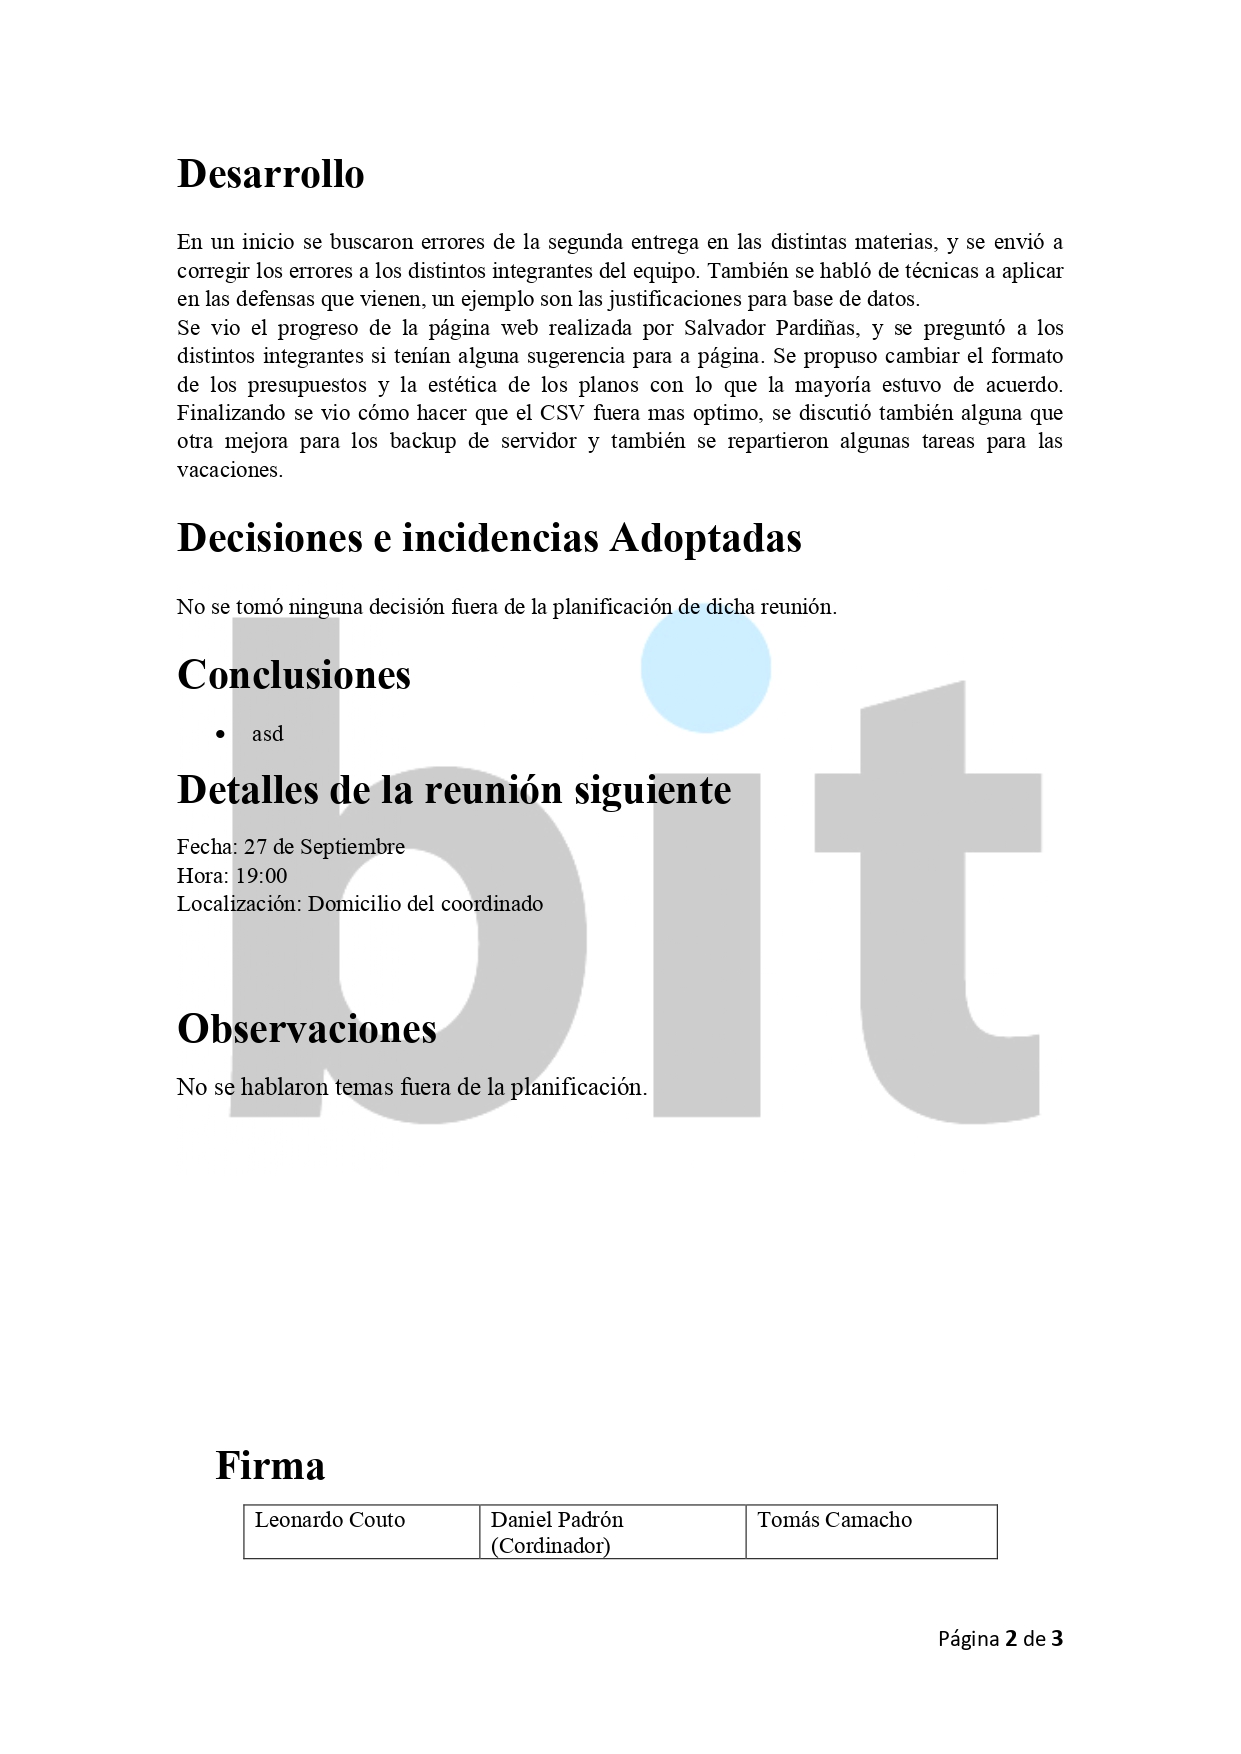 Desarrollo
En un inicio se buscaron errores de la segunda entrega en las distintas materias, y se envió a
corregir los errores a los distintos integrantes del equipo. También se habló de técnicas a aplicar
en las defensas que vienen, un ejemplo son las justificaciones para base de datos.
Se vio el progreso de la página web realizada por Salvador Pardiñas, y se preguntó a los
distintos integrantes si tenían alguna sugerencia para a página. Se propuso cambiar el formato
de los presupuestos y la estética de los planos con lo que la mayoría estuvo de acuerdo.
Finalizando se vio cómo hacer que el CSV fuera mas optimo, se discutió también alguna que
otra mejora para los backup de servidor y también se repartieron algunas tareas para las
vacaciones.
Decisiones e incidencias Adoptadas
No se tomó ninguna decisión fuera de la planificación de dicha reunión.
Conclusiones
• asd
Detalles de la reunión siguiente
Fecha: 27 de Septiembre
Hora: 19:00
Localización: Domicilio del coordinado
bit
Observaciones
No se hablaron temas fuera de la planificación.
Firma
Leonardo Couto Daniel Padrón Tomás Camacho
(Cordinador)
Página 2 de 3